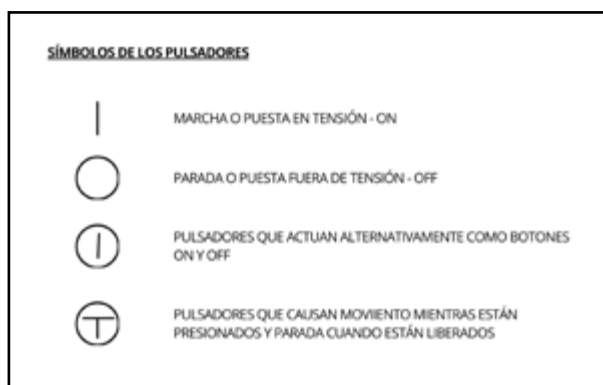 SÍMBOLOS DE LOS PULSADORES
MARCHA O PUESTA EN TENSIÓN - ON
PARADA O PUESTA FUERA DE TENSIÓN - OFF
PULSADORES QUE ACTUAN ALTERNATIVAMENTE COMO BOTONES
ON Y OFF
PULSADORES QUE CAUSAN MOVIIENTO MIENTRAS ESTÁN
PRESIONADOS Y PARADA CUANDO ESTÁN LIBERADOS